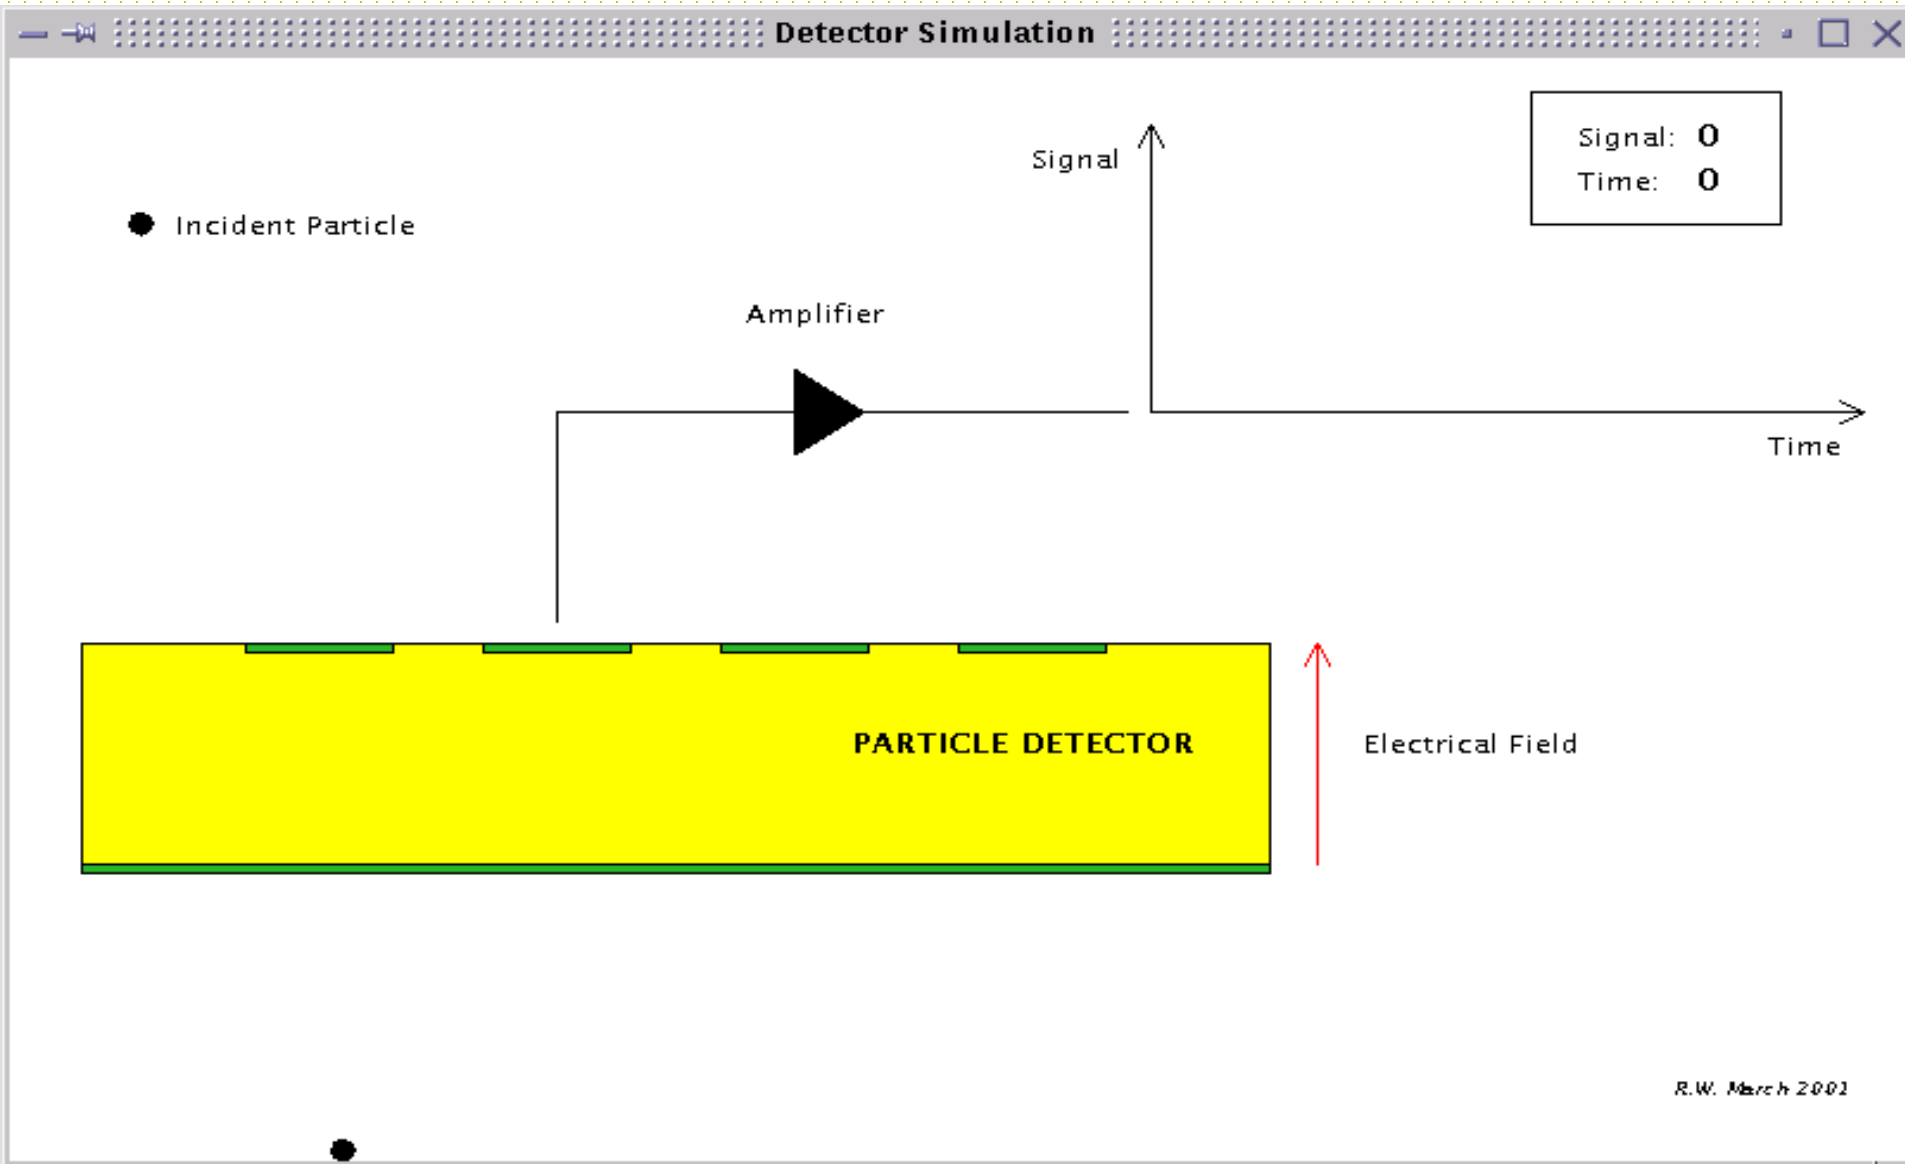 Detector Simulation
Signal: 0
Time: 0
Signal
Incident Particle
Amplifier
Time
PARTICLE DETECTOR
Electrical Field
R.W. March 2001